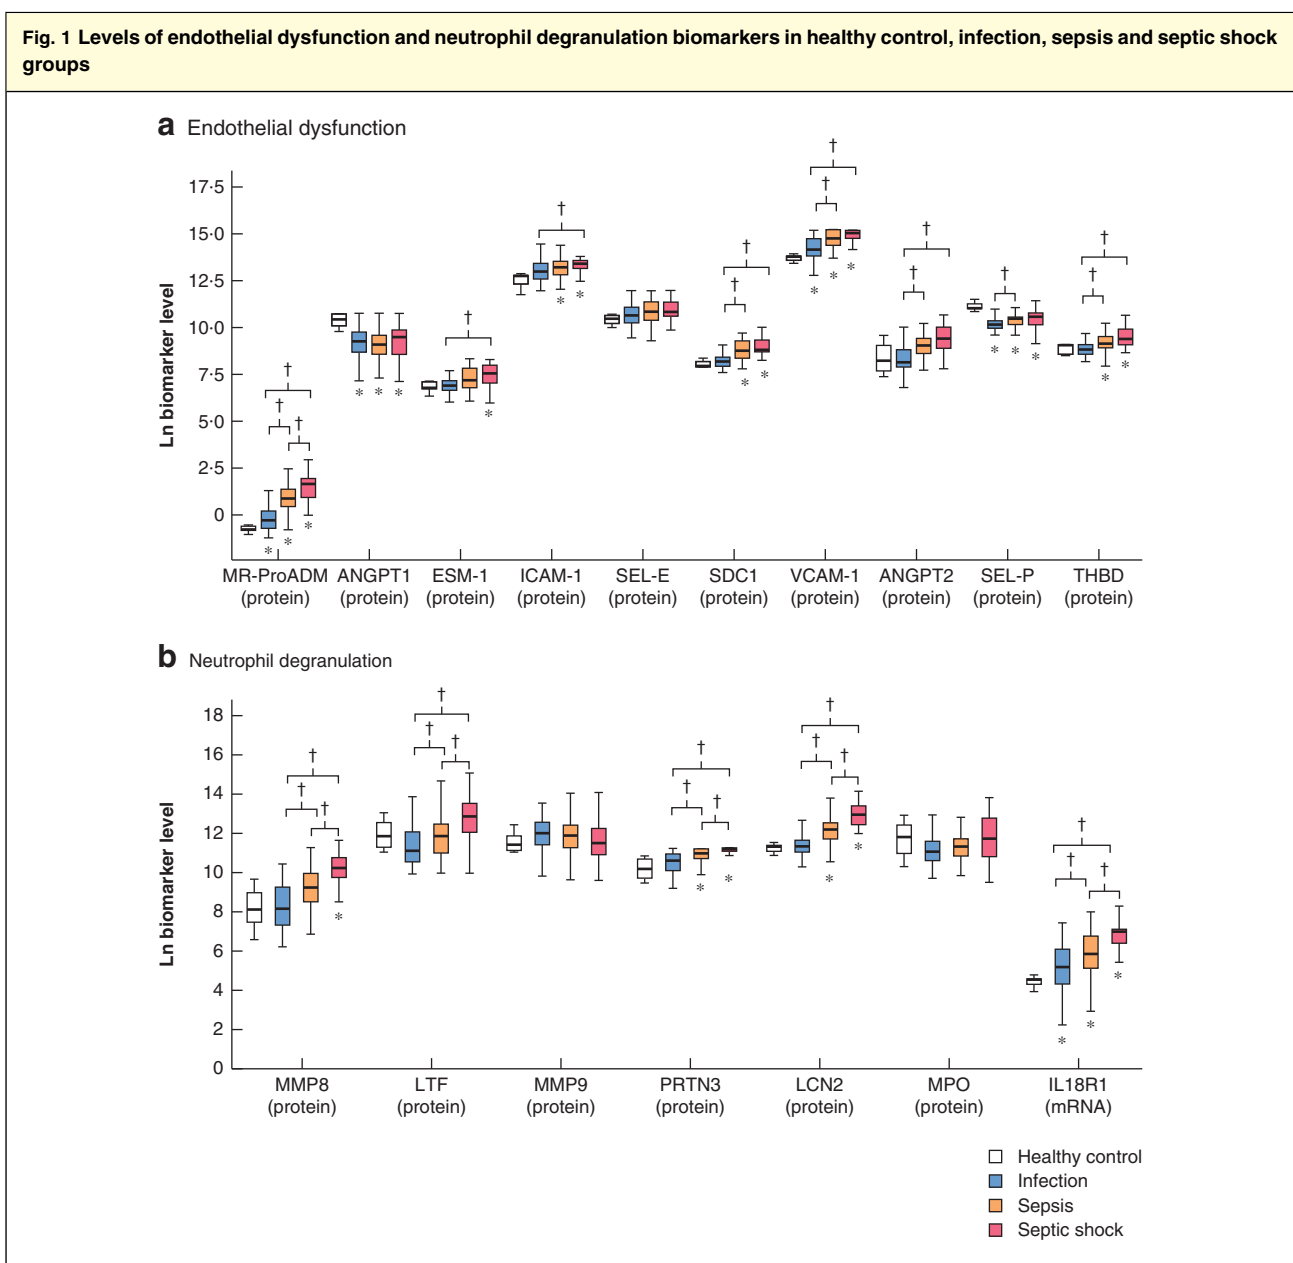 Fig. 1 Levels of endothelial dysfunction and neutrophil degranulation biomarkers in healthy control, infection, sepsis and septic shock
groups
a Endothelial dysfunction
Ln biomarker level
17·5
15·0
12·5
10·0
7·5
5·0
2·5
0
† † † * * *
* * *
† *
† * *
† † * *
† † * * *
† †
† * * *
† † * *
MR-ProADM ANGPT1 ESM-1 ICAM-1 SEL-E SDC1 VCAM-1 ANGPT2 SEL-P THBD
(protein) (protein) (protein) (protein) (protein) (protein) (protein) (protein) (protein) (protein)
b Neutrophil degranulation
Ln biomarker level
18
16
14
12
10
8
6
4
2
0
† † † *
† † †
† † † * *
† † † * *
† † † * * *
MMP8 LTF MMP9 PRTN3 LCN2 MPO IL18R1
(protein) (protein) (protein) (protein) (protein) (protein) (mRNA)
Healthy control
Infection
Sepsis
Septic shock